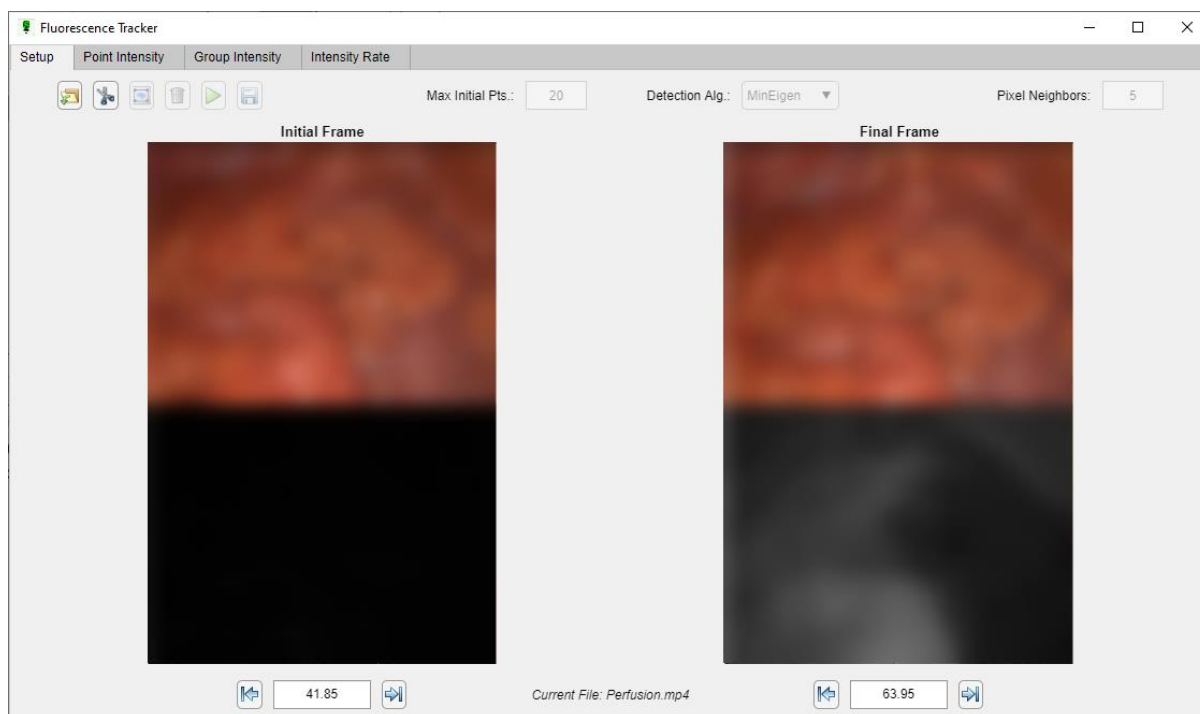 Fluorescence Tracker
Setup Point Intensity Group Intensity Intensity Rate
Max Initial Pts.: 20 Detection Alg.: MinEigen Pixel Neighbors: 5
Initial Frame Final Frame
41.85 Current File: Perfusion.mp4 63.95